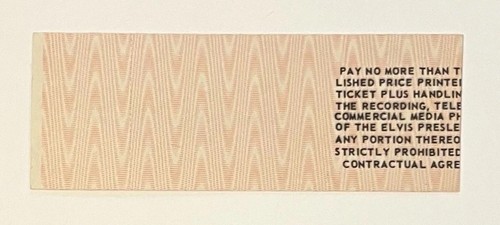 PAY NO MORE THAN T
LISHED PRICE PRINTE
TICKET PLUS HANDLIN
THE RECORDING, TELE
COMMERCIAL MEDIA PH
OF THE ELVIS PRESLE
ANY PORTION THEREO
STRICTLY PROHIBITED
CONTRACTUAL AGRE